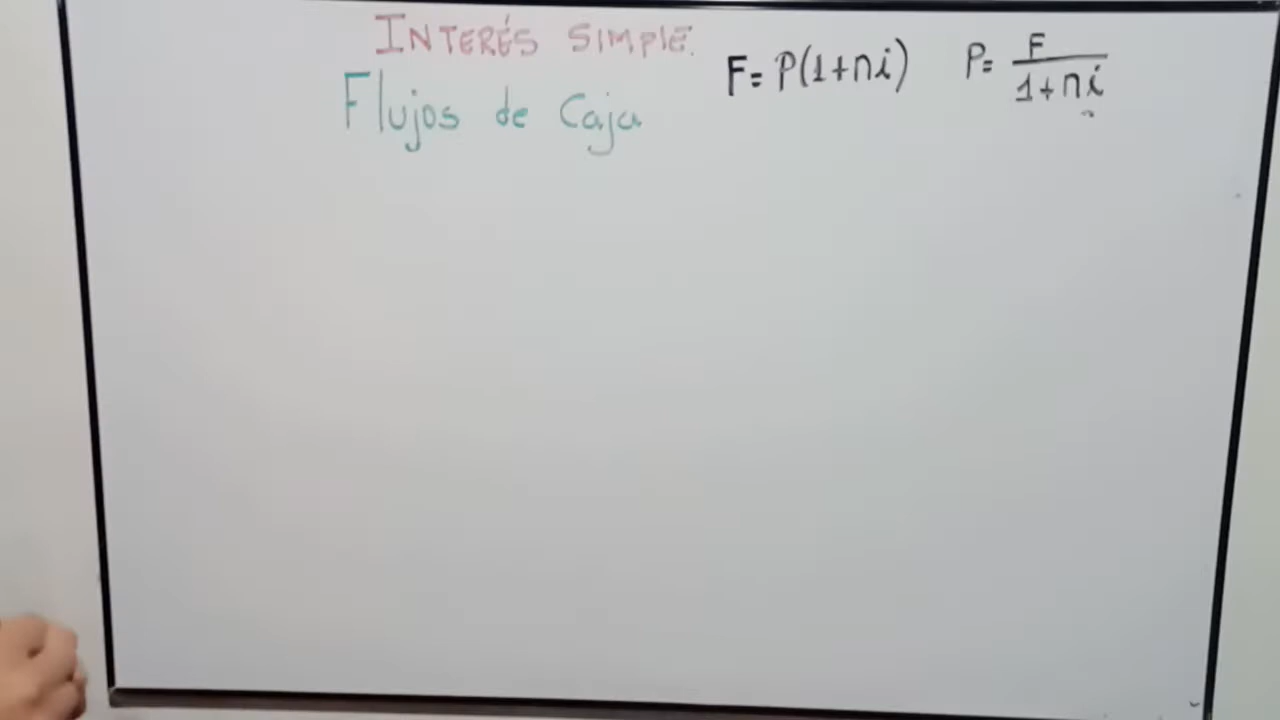 INTERÉS SIMPLE.
Flujos de Caja
F= P(1+ni)
P= F/1+ni